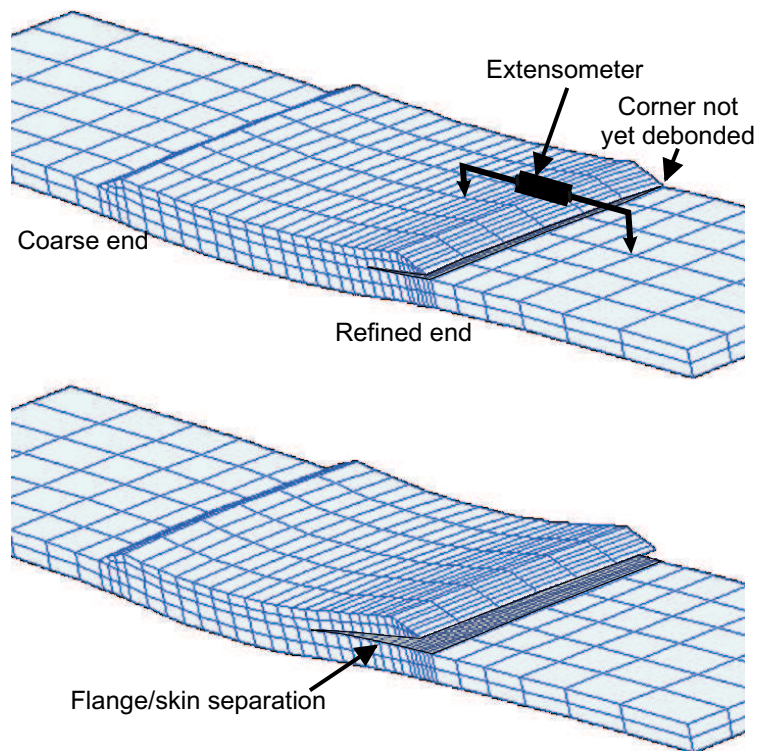 Extensometer
Corner not
yet debonded
Coarse end
Refined end
Flange/skin separation